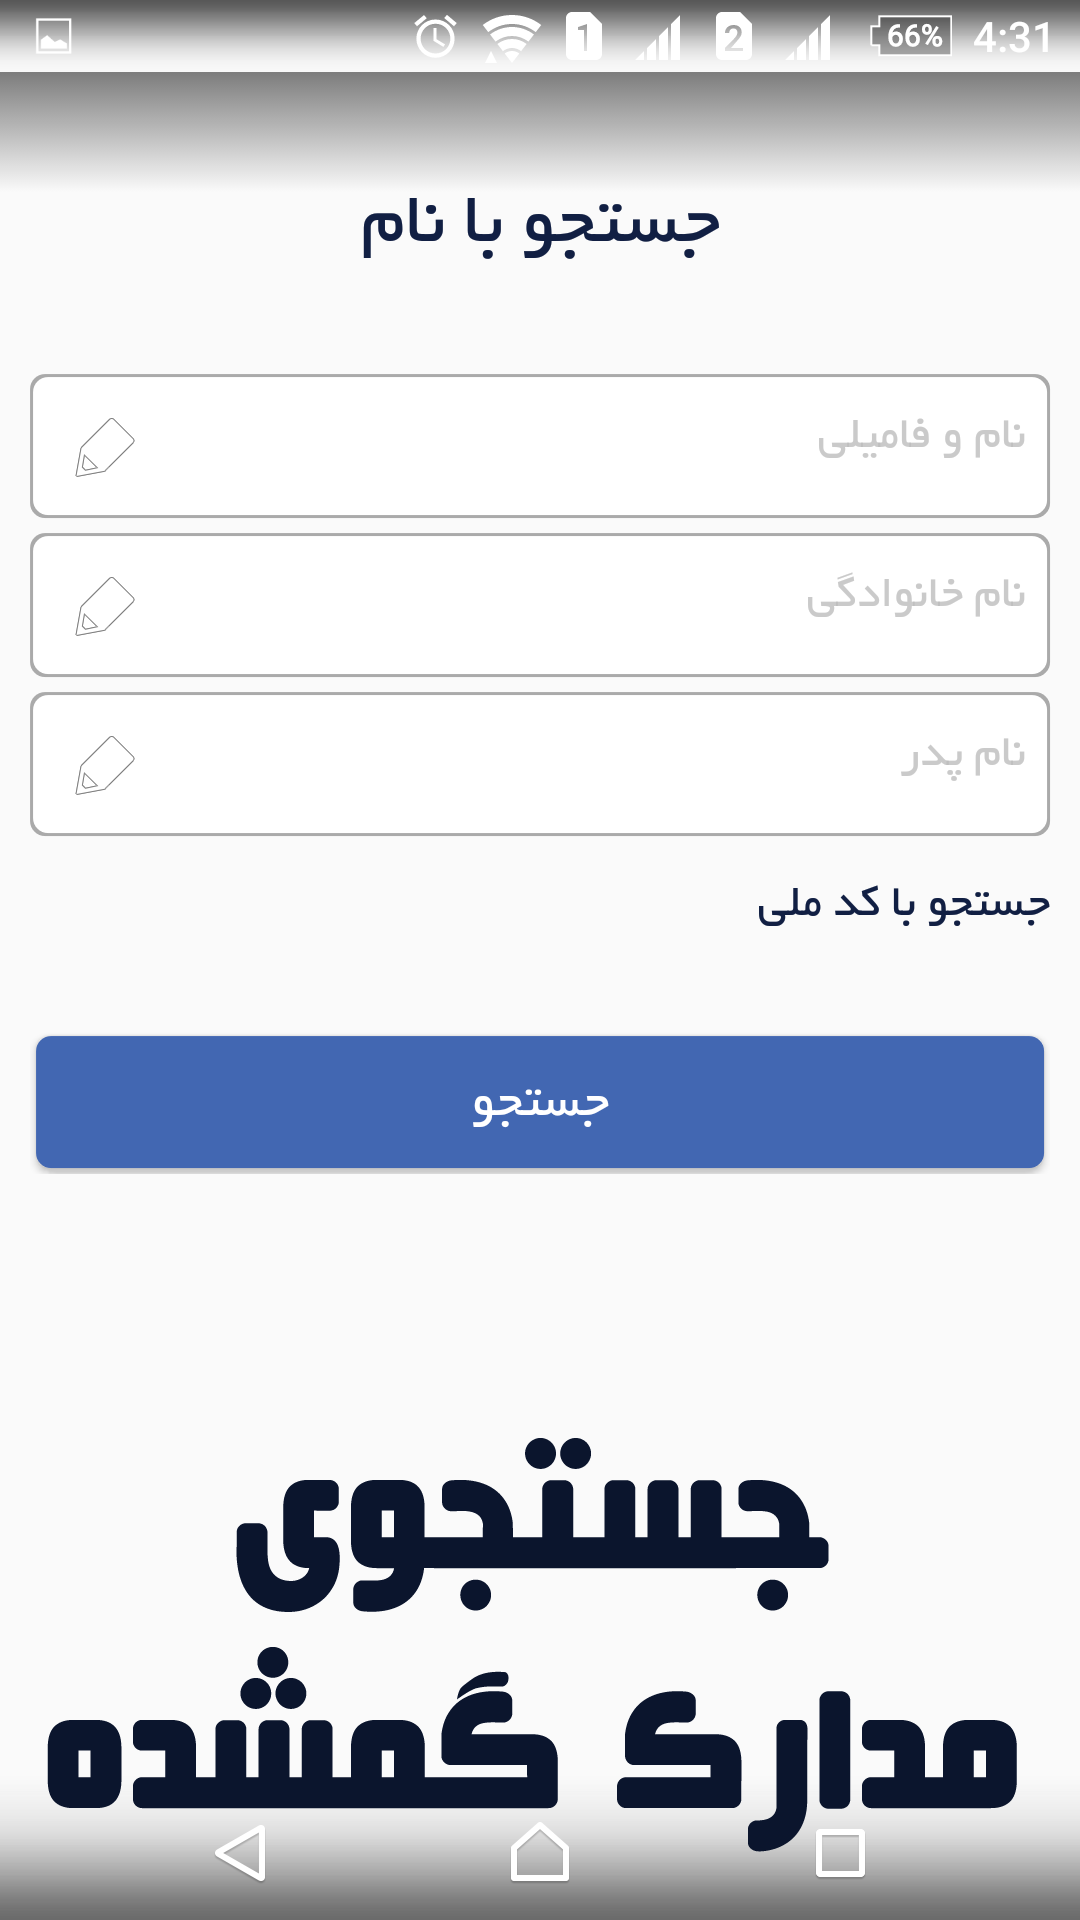 1 2 66% 4:31
جستجو با نام
نام و فامیلی
نام خانوادگی
نام پدر
جستجو با کد ملی
جستجو
جستجوی
مدارک گمشده